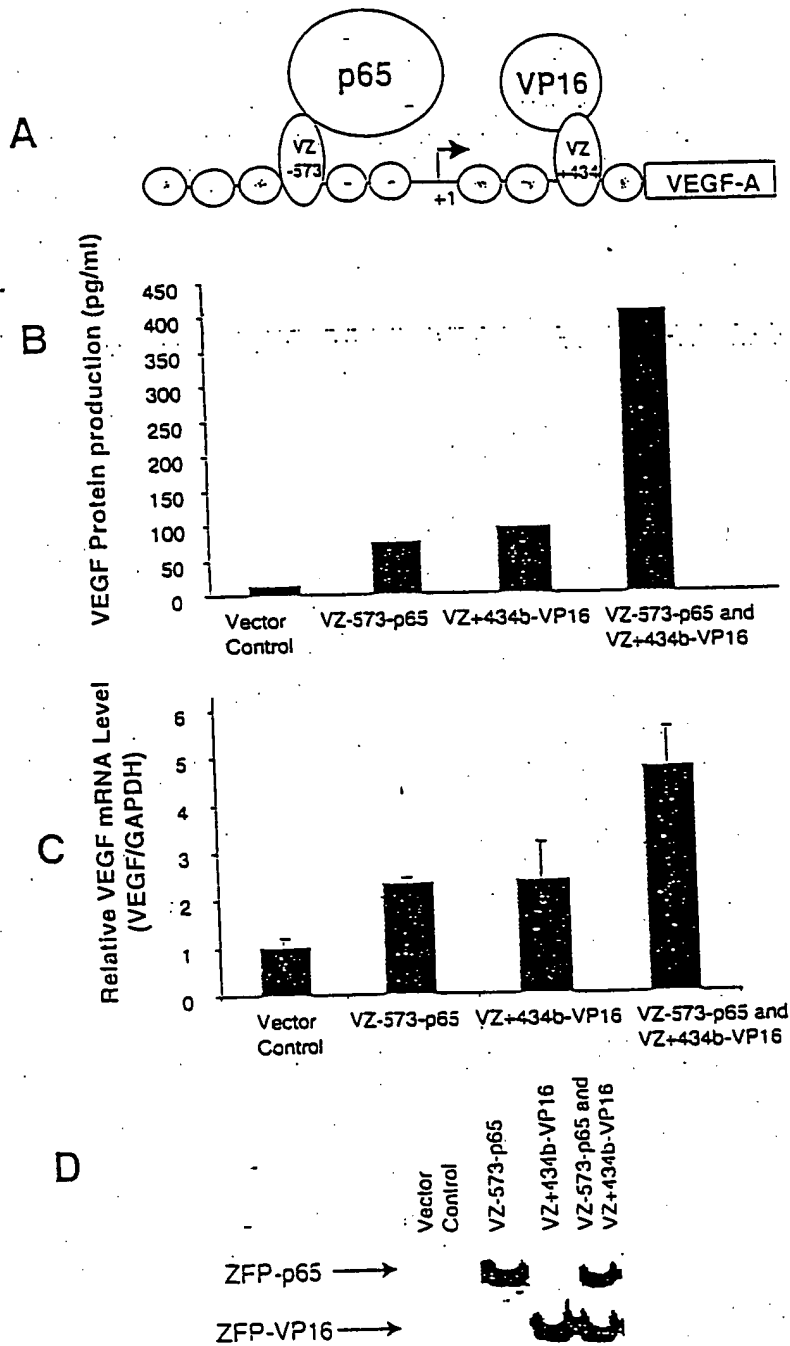 A
p65
VP16
VZ
-573
VZ
+434
+1
VEGF-A
B
VEGF Protein production (pg/ml)
450
400
350
300
250
200
150
100
50
0
Vector
Control
VZ-573-p65
VZ+434b-VP16
VZ-573-p65 and
VZ+434b-VP16
C
Relative VEGF mRNA Level
(VEGF/GAPDH)
6
5
4
3
2
1
0
Vector
Control
VZ-573-p65
VZ+434b-VP16
VZ-573-p65 and
VZ+434b-VP16
D
Vector
Control
VZ-573-p65
VZ+434b-VP16
VZ-573-p65 and
VZ+434b-VP16
ZFP-p65
ZFP-VP16